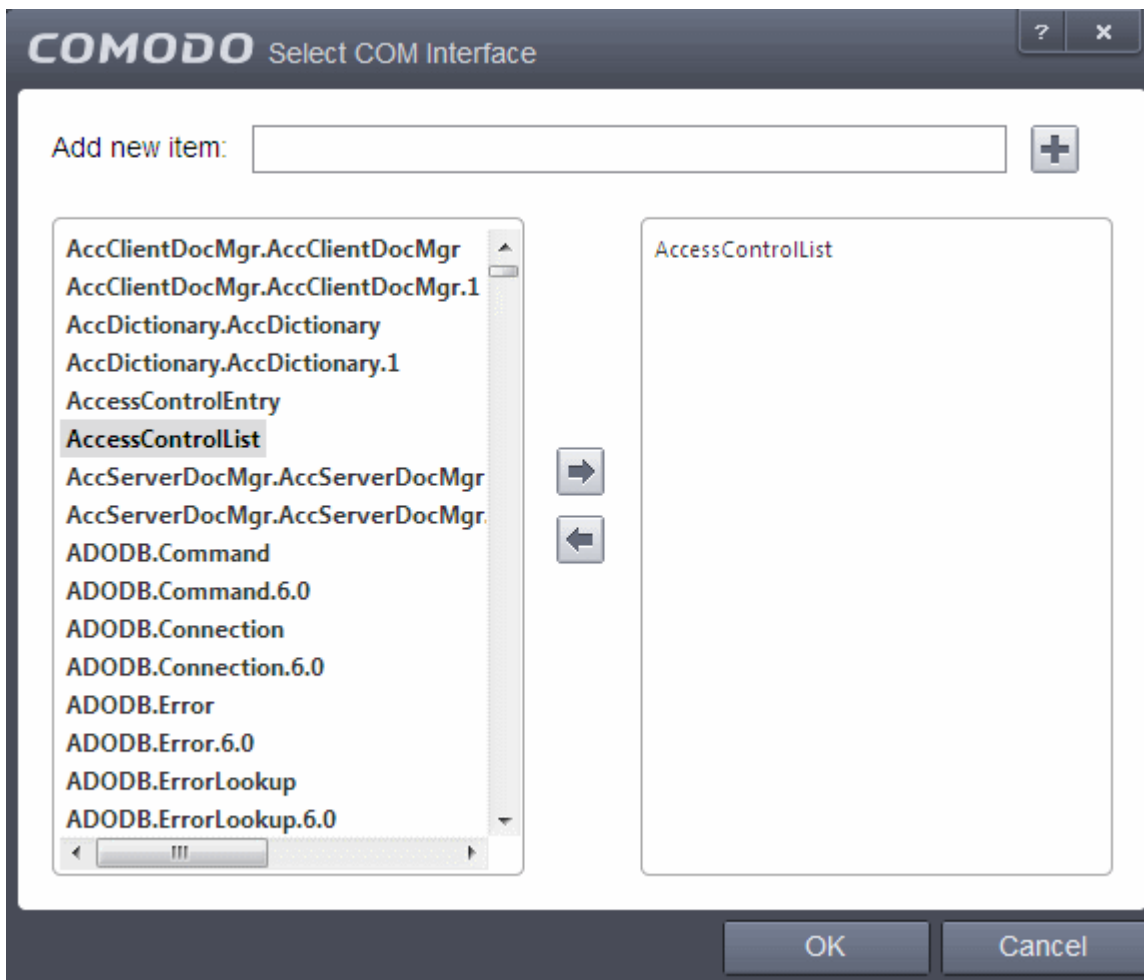 COMODO Select COM Interface
? x
Add new item:
AccClientDocMgr.AccClientDocMgr
AccClientDocMgr.AccClientDocMgr.1
AccDictionary.AccDictionary
AccDictionary.AccDictionary.1
AccessControlEntry
AccessControlList
AccServerDocMgr.AccServerDocMgr
AccServerDocMgr.AccServerDocMgr.
ADODB.Command
ADODB.Command.6.0
ADODB.Connection
ADODB.Connection.6.0
ADODB.Error
ADODB.Error.6.0
ADODB.ErrorLookup
ADODB.ErrorLookup.6.0
AccessControlList
OK Cancel